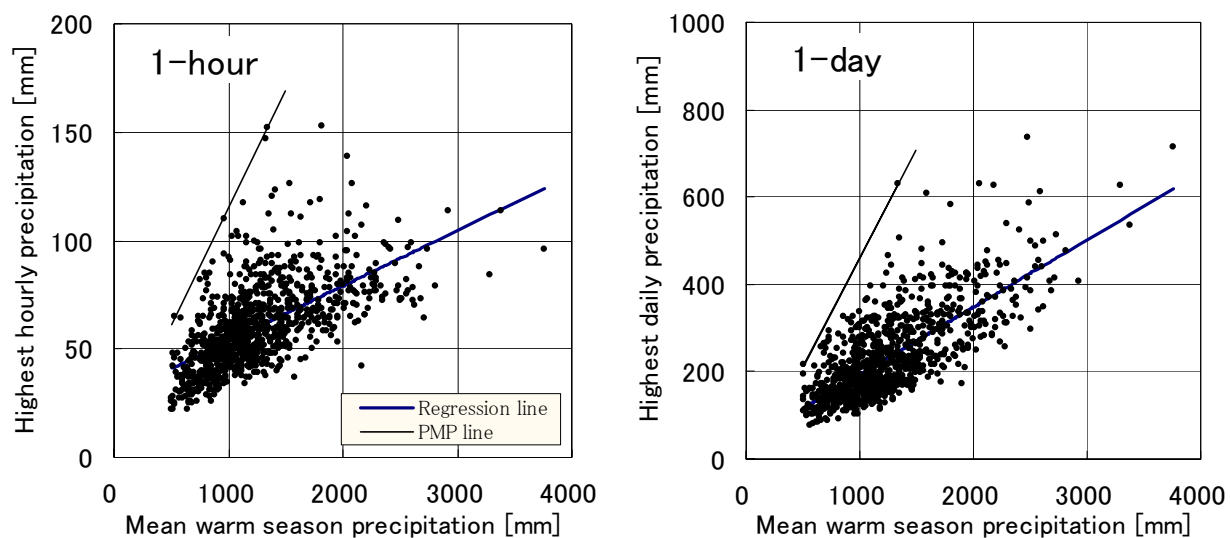 Highest hourly precipitation [mm]
200
150
100
50
0
1-hour
Regression line
PMP line
0 1000 2000 3000 4000
Mean warm season precipitation [mm]
Highest daily precipitation [mm]
1000
800
600
400
200
0
1-day
0 1000 2000 3000 4000
Mean warm season precipitation [mm]